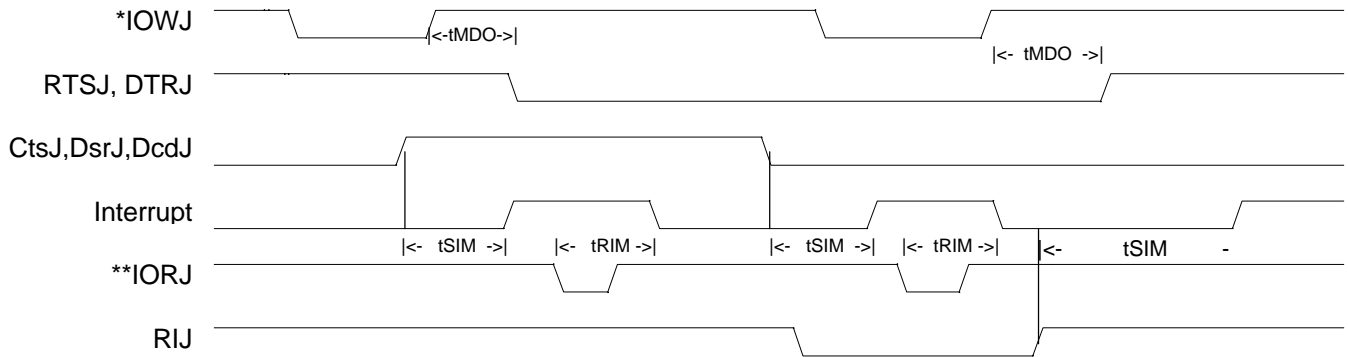 *IOWJ
|<-tMDO->|
|<- tMDO ->|
RTSJ, DTRJ
CtsJ,DsrJ,DcdJ
Interrupt
|<- tSIM ->| |<- tRIM ->| |<- tSIM ->| |<- tRIM ->| |<- tSIM -
**IORJ
RIJ